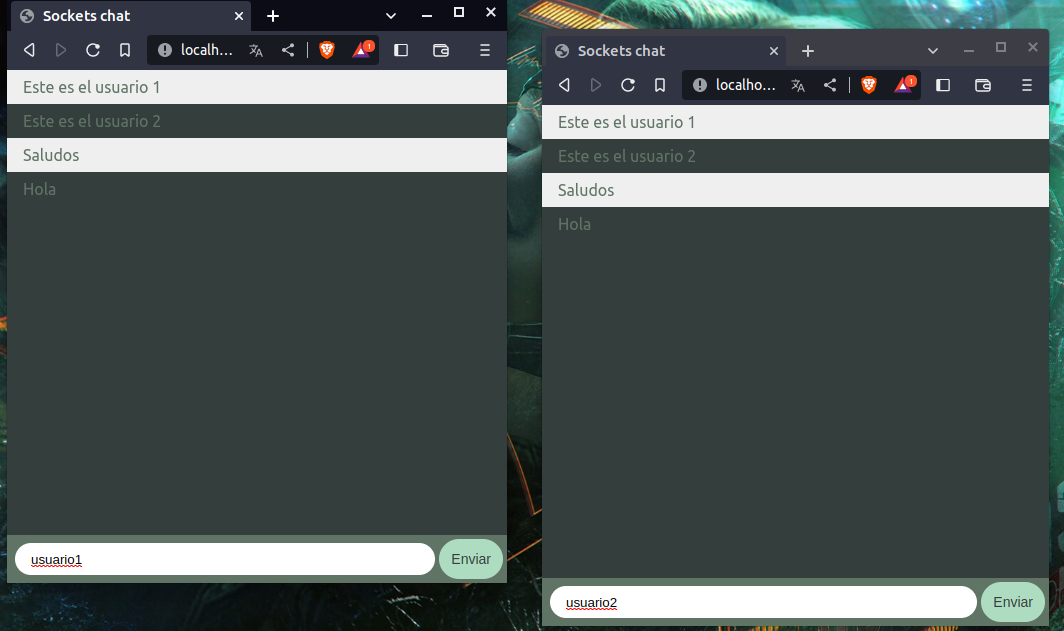 Sockets chat
localh...
1
Este es el usuario 1
Este es el usuario 2
Saludos
Hola
usuario1
Enviar
Sockets chat
localho...
1
Este es el usuario 1
Este es el usuario 2
Saludos
Hola
usuario2
Enviar